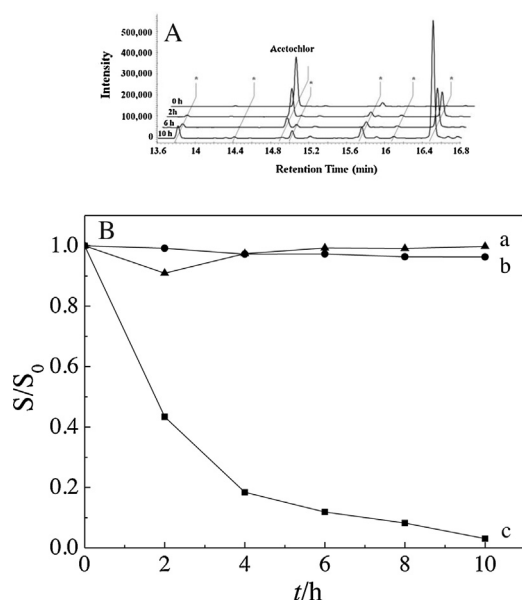 A
Acetochlor
500,000
400,000
300,000
200,000
100,000
0
Intensity
* * * * * * *
0 h
2h
6 h
10 h
13.6 14 14.4 14.8 15.2 15.6 16 16.4 16.8
Retention Time (min)
B
a
b
c
1.0
0.8
0.6
0.4
0.2
0.0
S/S0
0 2 4 6 8 10
t/h